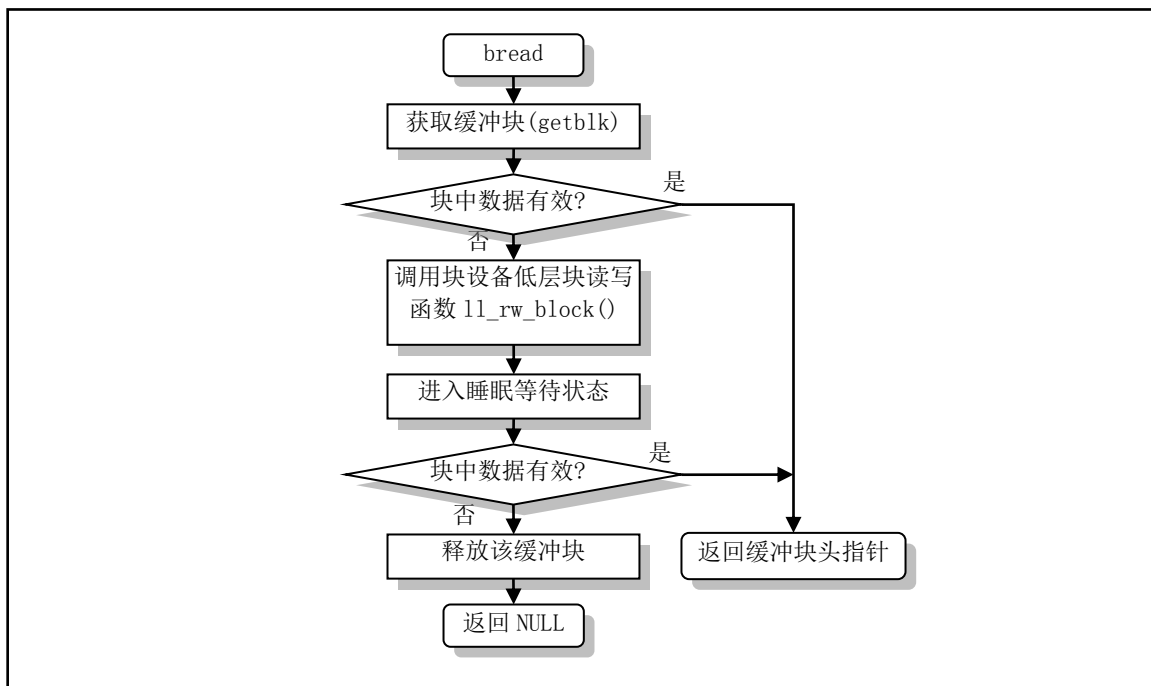 bread
获取缓冲块(getblk)
块中数据有效?
是
否
调用块设备低层块读写
函数 ll_rw_block()
进入睡眠等待状态
块中数据有效?
是
否
释放该缓冲块
返回缓冲块头指针
返回 NULL